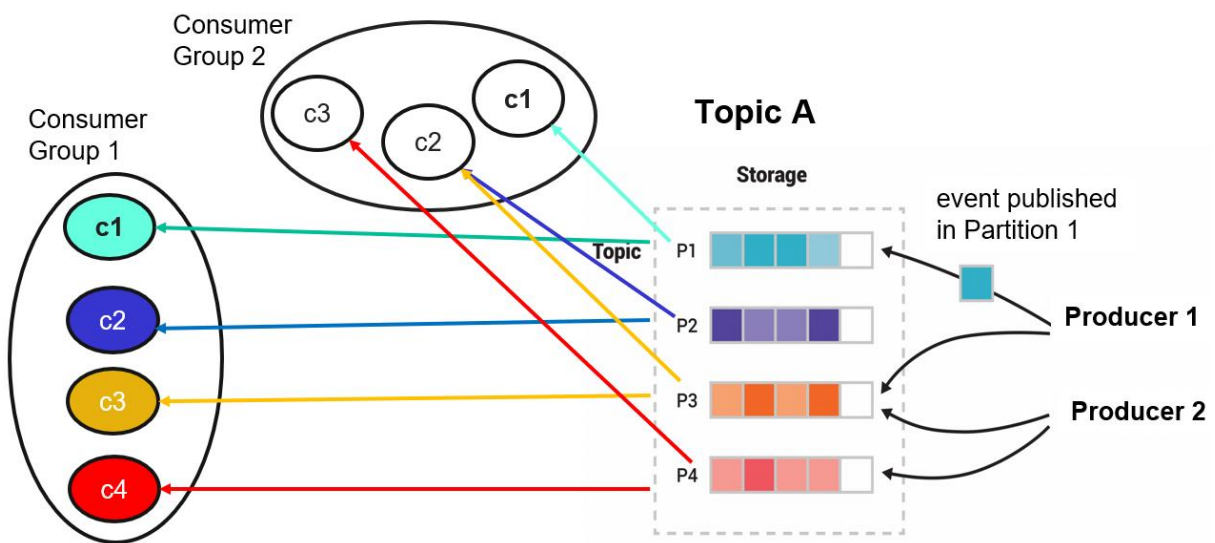 Consumer
Group 2
c3
c2
c1
Consumer
Group 1
c1
c2
c3
c4
Topic A
Storage
Topic
P1
P2
P3
P4
event published
in Partition 1
Producer 1
Producer 2